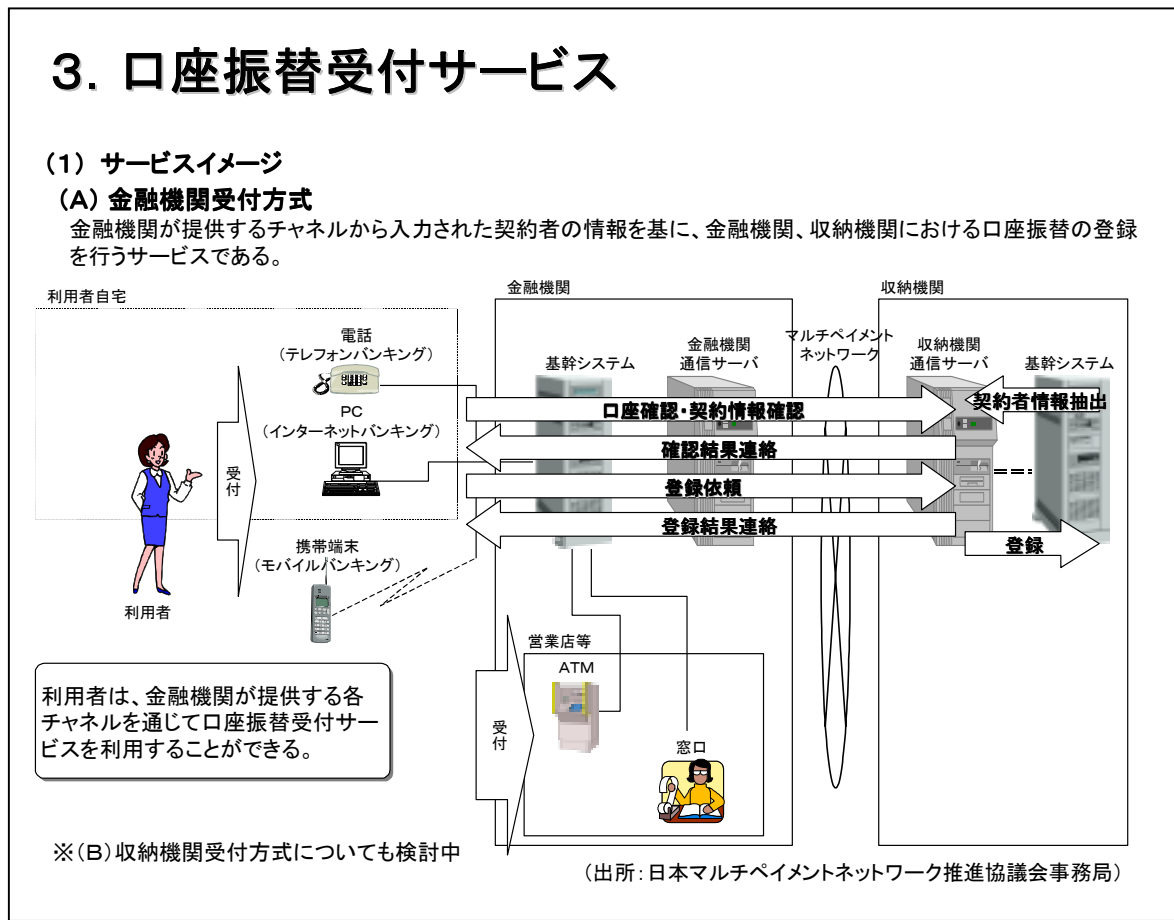 ３．口座振替受付サービス
（１） サービスイメージ
（Ａ） 金融機関受付方式
金融機関が提供するチャネルから入力された契約者の情報を基に、金融機関、収納機関における口座振替の登録
を行うサービスである。
利用者自宅
金融機関
収納機関
電話
（テレフォンバンキング）
PC
（インターネットバンキング）
受付
利用者
携帯端末
（モバイルバンキング）
基幹システム
金融機関
通信サーバ
マルチペイメント
ネットワーク
収納機関
通信サーバ
基幹システム
口座確認・契約情報確認
契約者情報抽出
確認結果連絡
登録依頼
登録結果連絡
登録
営業店等
ATM
受付
窓口
利用者は、金融機関が提供する各
チャネルを通じて口座振替受付サー
ビスを利用することができる。
※（Ｂ）収納機関受付方式についても検討中
（出所：日本マルチペイメントネットワーク推進協議会事務局）